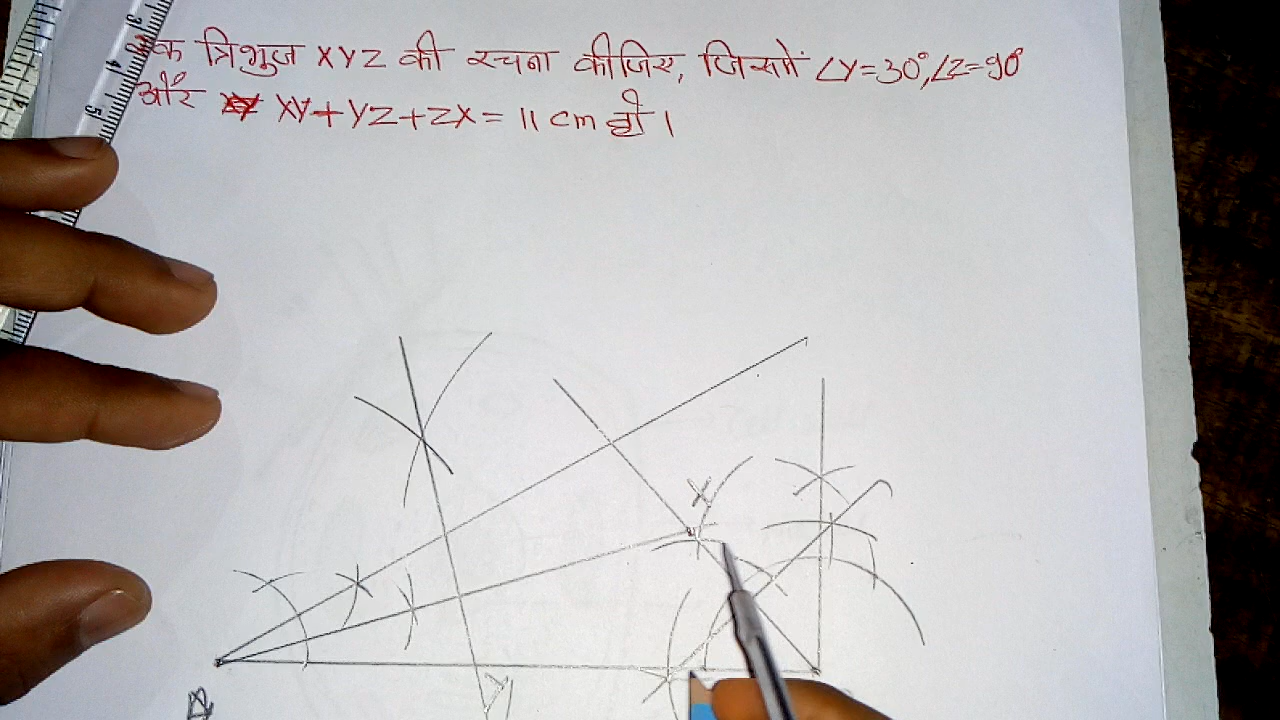 एक त्रिभुज XYZ की रचना कीजिए, जिसमें ∠Y=30°,∠Z=90°
और XY+YZ+ZX = 11 cm हो।
X
A
Y